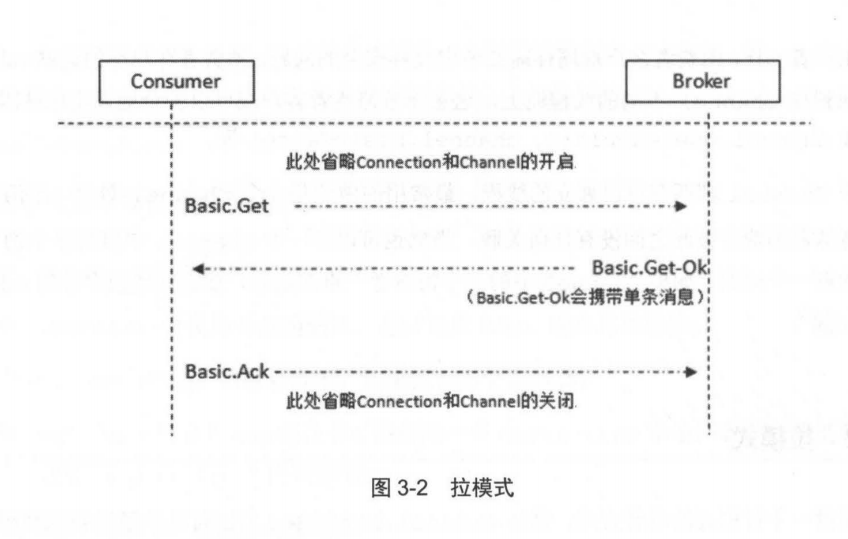 Consumer
Broker
此处省略Connection和Channel的开启
Basic.Get
Basic.Get-Ok
（Basic.Get-Ok会携带单条消息）
Basic.Ack
此处省略Connection和Channel的关闭
图 3-2 拉模式